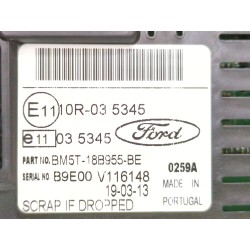 E11 10R-03 5345
e11 03 5345
Ford
PART NO. BM5T-18B955-BE
0259A
SERIAL NO B9E00 V116148
19-03-13
MADE IN
PORTUGAL
SCRAP IF DROPPED